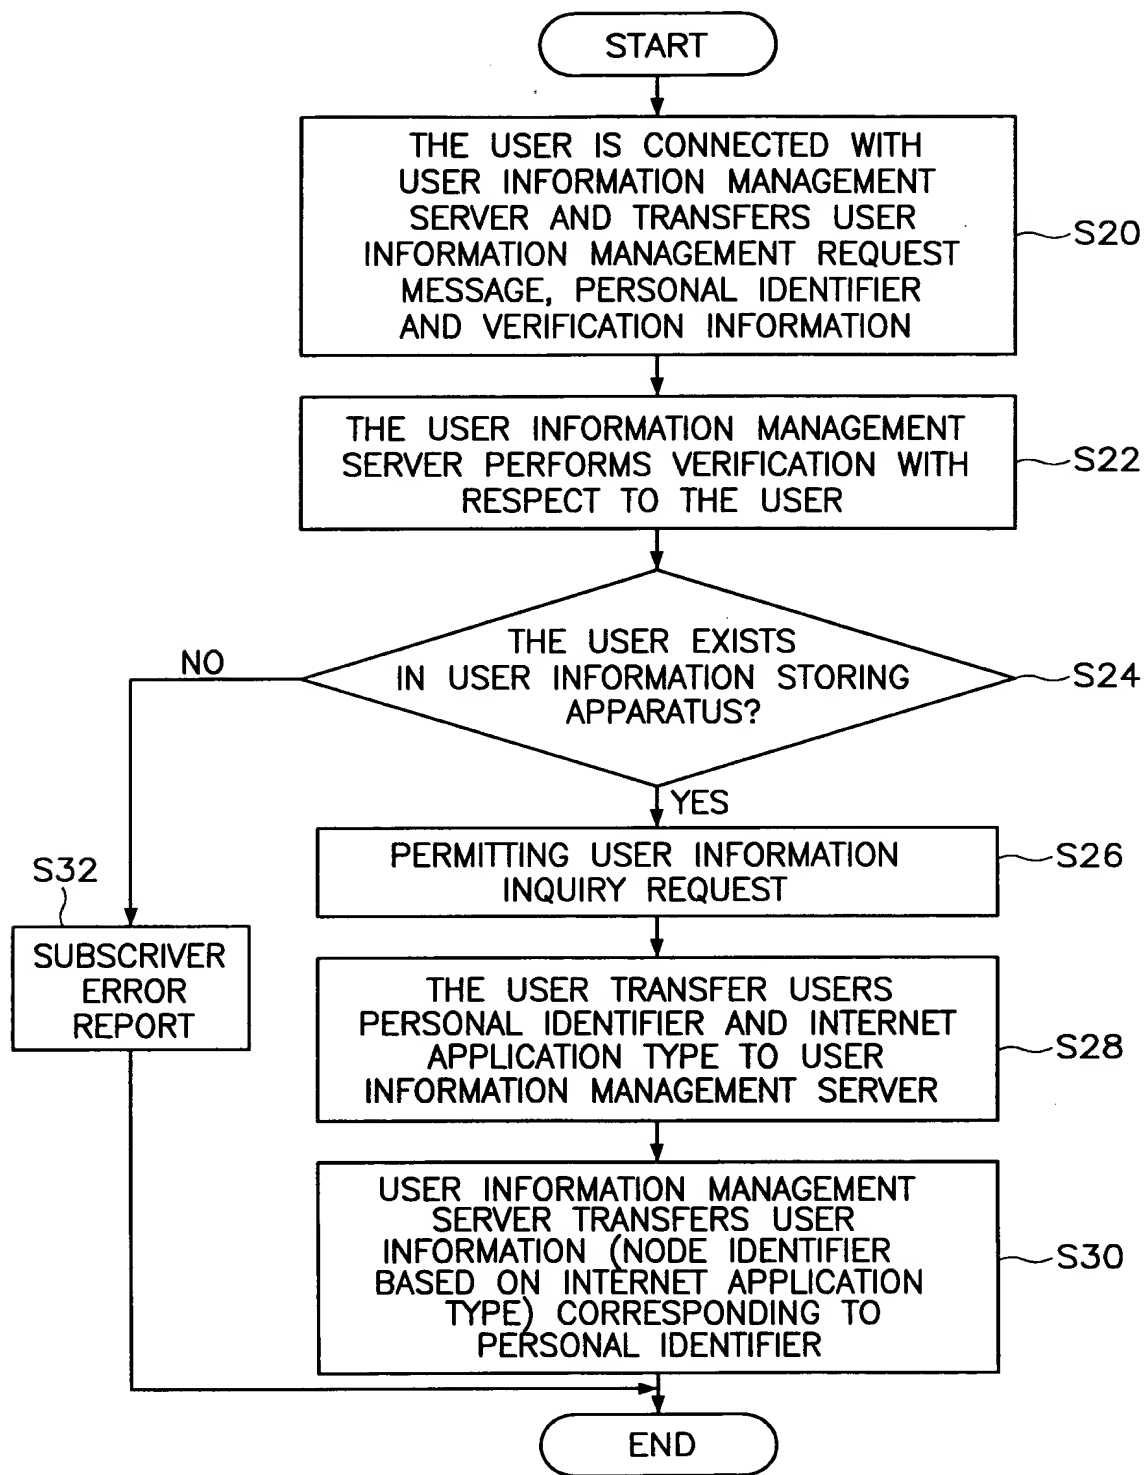 START
THE USER IS CONNECTED WITH
USER INFORMATION MANAGEMENT
SERVER AND TRANSFERS USER
INFORMATION MANAGEMENT REQUEST
MESSAGE, PERSONAL IDENTIFIER
AND VERIFICATION INFORMATION
S20
THE USER INFORMATION MANAGEMENT
SERVER PERFORMS VERIFICATION WITH
RESPECT TO THE USER
S22
THE USER EXISTS
IN USER INFORMATION STORING
APPARATUS?
S24
NO
YES
PERMITTING USER INFORMATION
INQUIRY REQUEST
S26
S32
SUBSCRIVER
ERROR
REPORT
THE USER TRANSFER USERS
PERSONAL IDENTIFIER AND INTERNET
APPLICATION TYPE TO USER
INFORMATION MANAGEMENT SERVER
S28
USER INFORMATION MANAGEMENT
SERVER TRANSFERS USER
INFORMATION (NODE IDENTIFIER
BASED ON INTERNET APPLICATION
TYPE) CORRESPONDING TO
PERSONAL IDENTIFIER
S30
END